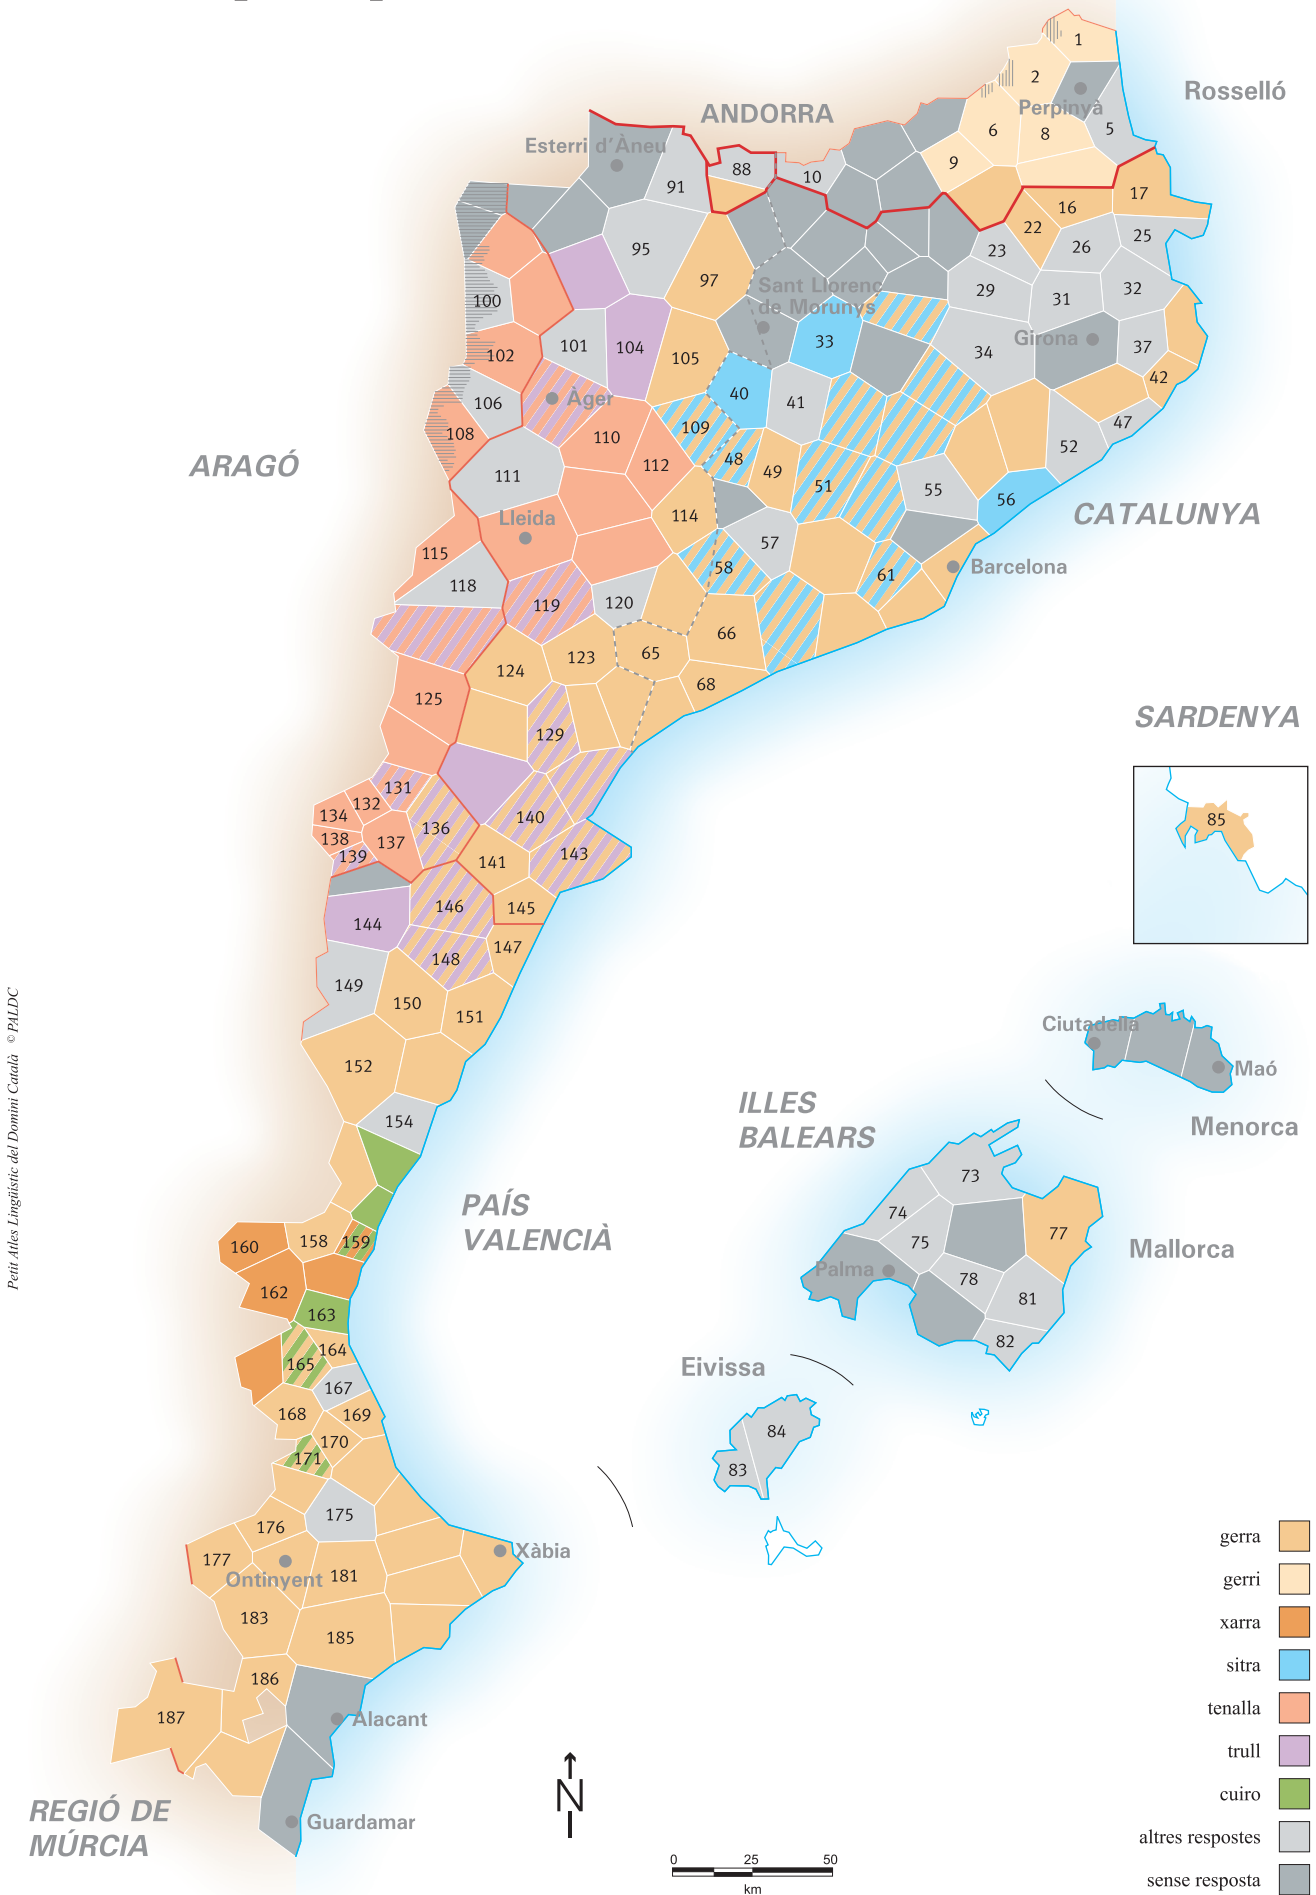 1
2
Rosselló
Perpinyà
ANDORRA
6
8
5
Esterri d'Àneu
9
88
10
91
17
16
22
25
95
23
26
97
Sant Llorenç
de Morunys
29
31
32
100
33
Girona
34
37
101
104
102
105
42
40
41
Àger
106
47
108
109
110
52
48
49
112
ARAGÓ
111
51
55
56
114
Lleida
CATALUNYA
57
115
58
61
Barcelona
118
119
120
66
65
123
124
68
125
SARDENYA
129
131
132
134
136
140
85
138
137
139
141
143
146
145
144
147
148
149
150
151
Ciutadella
152
Maó
ILLES
BALEARS
154
Menorca
73
PAÍS
VALENCIÀ
74
77
158
159
75
160
Mallorca
Palma
78
162
81
163
82
164
165
Eivissa
167
168
169
84
170
171
83
175
176
gerra
177
Xàbia
Ontinyent
181
gerri
183
xarra
185
sitra
186
187
Alacant
tenalla
trull
N
cuiro
REGIÓ DE
MÚRCIA
Guardamar
altres respostes
0 25 50
km
sense resposta
Petit Atles Lingüístic del Domini Català © PALDC